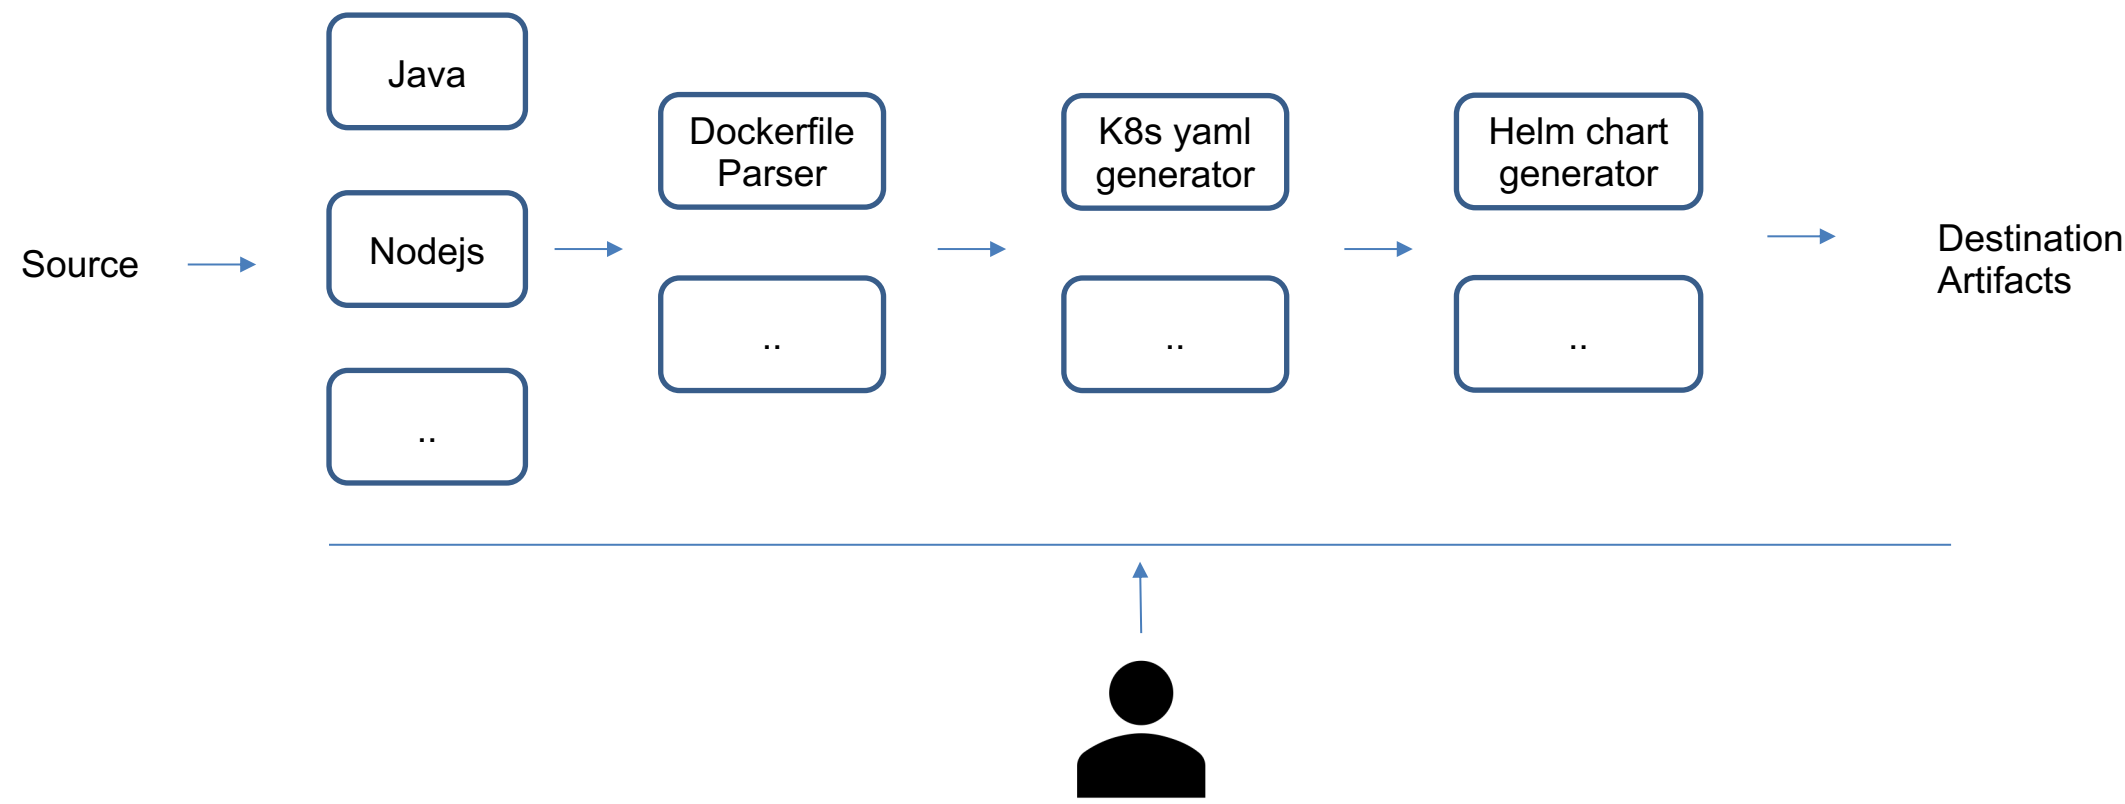 Source
Java
Nodejs
..
Dockerfile
Parser
..
K8s yaml
generator
..
Helm chart
generator
..
Destination
Artifacts